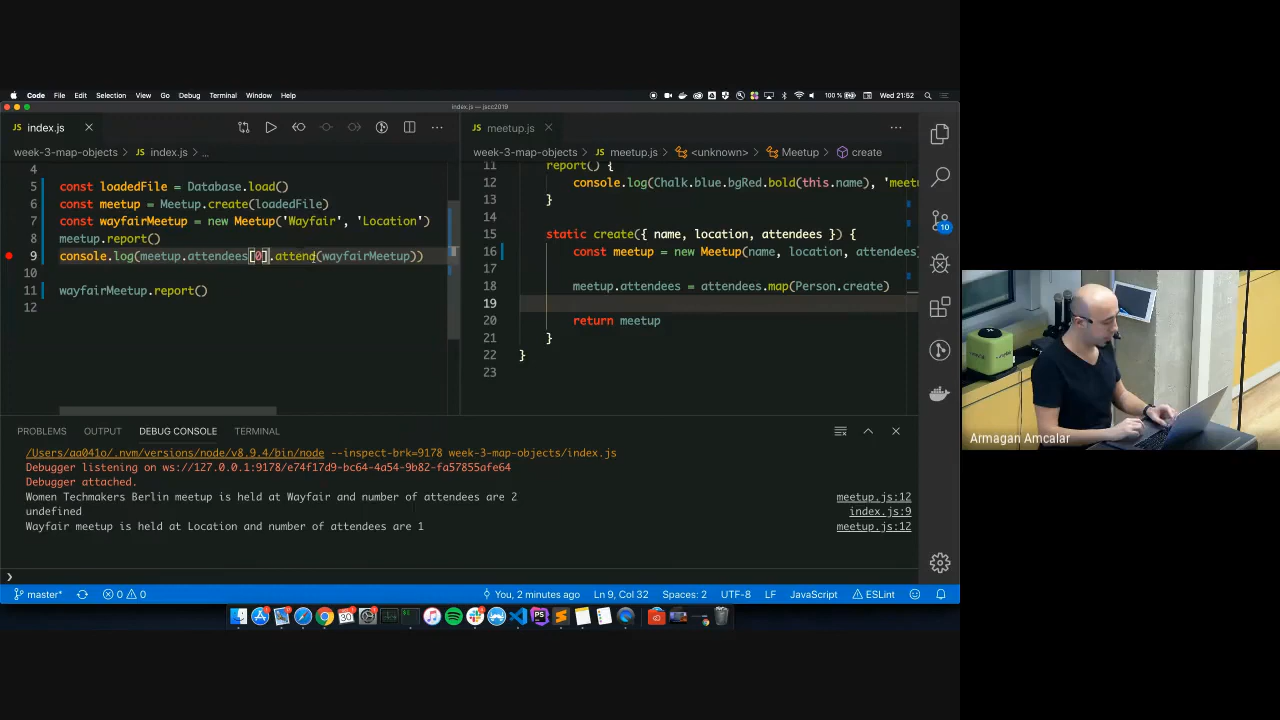 Code File Edit Selection View Go Debug Terminal Window Help 100 % Wed 21:52
index.js — jscc2019
index.js
week-3-map-objects > index.js > ...
4
5 const loadedFile = Database.load()
6 const meetup = Meetup.create(loadedFile)
7 const wayfairMeetup = new Meetup('Wayfair', 'Location')
8 meetup.report()
9 console.log(meetup.attendees[0].attend(wayfairMeetup))
10
11 wayfairMeetup.report()
12
meetup.js
week-3-map-objects > meetup.js > <unknown> > Meetup > create
11 report() {
12 console.log(Chalk.blue.bgRed.bold(this.name), 'meet
13 }
14
15 static create({ name, location, attendees }) {
16 const meetup = new Meetup(name, location, attendees
17
18 meetup.attendees = attendees.map(Person.create)
19
20 return meetup
21 }
22 }
23
10
PROBLEMS OUTPUT DEBUG CONSOLE TERMINAL
/Users/aa041o/.nvm/versions/node/v8.9.4/bin/node --inspect-brk=9178 week-3-map-objects/index.js
Debugger listening on ws://127.0.0.1:9178/e74f17d9-bc64-4a54-9b82-fa57855afe64
Debugger attached.
Women Techmakers Berlin meetup is held at Wayfair and number of attendees are 2 meetup.js:12
undefined index.js:9
Wayfair meetup is held at Location and number of attendees are 1 meetup.js:12
master* 0 0 You, 2 minutes ago Ln 9, Col 32 Spaces: 2 UTF-8 LF JavaScript ESLint
Armagan Amcalar